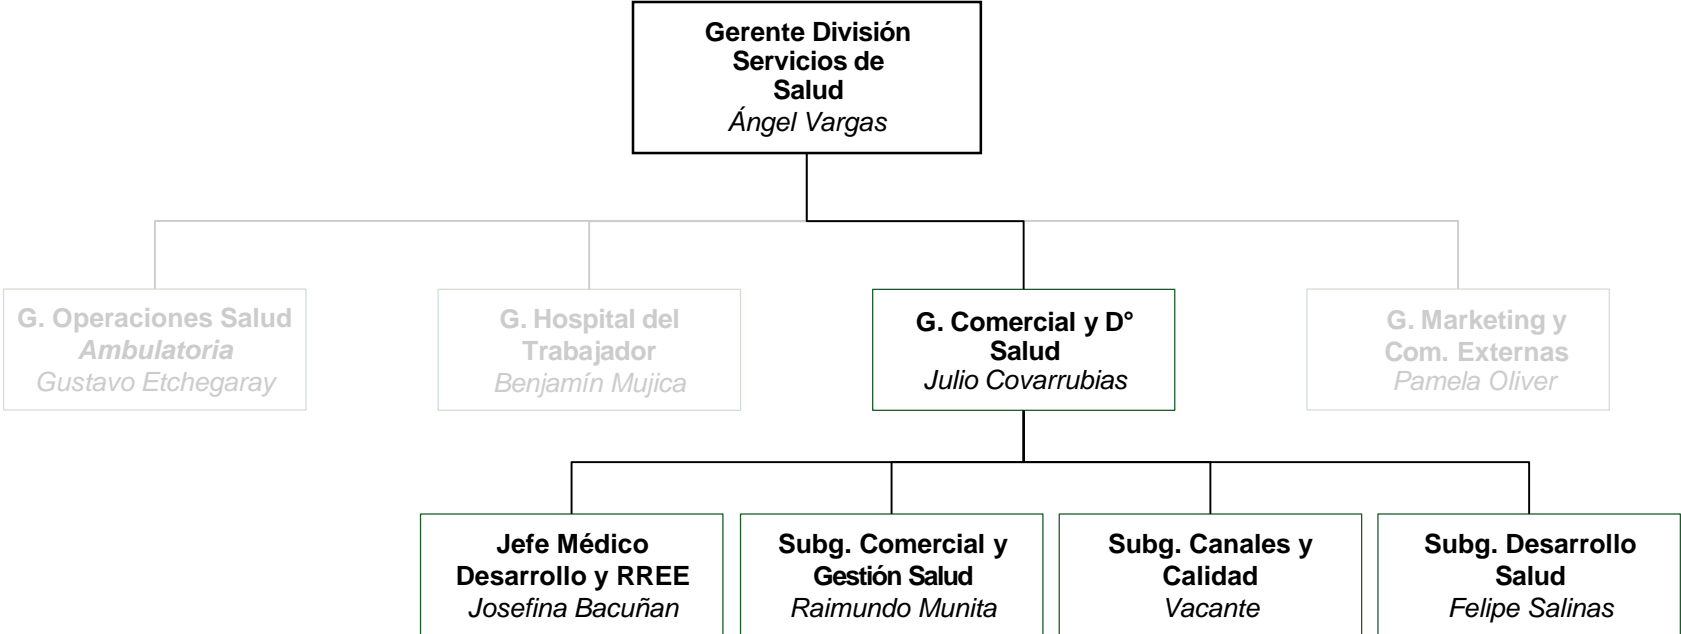 Gerente División
Servicios de
Salud
Ángel Vargas
G. Operaciones Salud
Ambulatoria
Gustavo Etchegaray
G. Hospital del
Trabajador
Benjamín Mujica
G. Comercial y D°
Salud
Julio Covarrubias
G. Marketing y
Com. Externas
Pamela Oliver
Jefe Médico
Desarrollo y RREE
Josefina Bacuñan
Subg. Comercial y
Gestión Salud
Raimundo Munita
Subg. Canales y
Calidad
Vacante
Subg. Desarrollo
Salud
Felipe Salinas